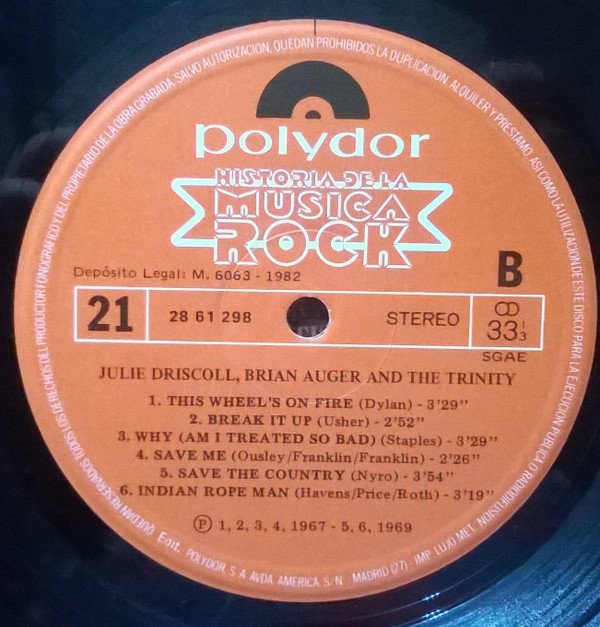 QUEDAN RESERVADOS TODOS LOS DERECHOS DEL PRODUCTOR FONOGRAFICO Y DEL PROPIETARIO DE LA OBRA GRABADA. SALVO AUTORIZACION, QUEDAN PROHIBIDOS LA DUPLICACION, ALQUILER Y PRESTAMO, ASI COMO LA UTILIZACION DE ESTE DISCO PARA LA EJECUCION PUBLICA O RADIODIFUSION
polydor
HISTORIA DE LA
MUSICA
ROCK
Depósito Legal: M. 6063 - 1982
B
21
28 61 298
STEREO
33 1/3
SGAE
JULIE DRISCOLL, BRIAN AUGER AND THE TRINITY
1. THIS WHEEL'S ON FIRE (Dylan) - 3'29"
2. BREAK IT UP (Usher) - 2'52"
3. WHY (AM I TREATED SO BAD) (Staples) - 3'29"
4. SAVE ME (Ousley/Franklin/Franklin) - 2'26"
5. SAVE THE COUNTRY (Nyro) - 3'54"
6. INDIAN ROPE MAN (Havens/Price/Roth) - 3'19"
Ⓟ 1, 2, 3, 4, 1967 - 5, 6, 1969
Edit. POLYDOR, S. A. AVDA. AMERICA S/N. MADRID (27) IMP. LUJO MET.